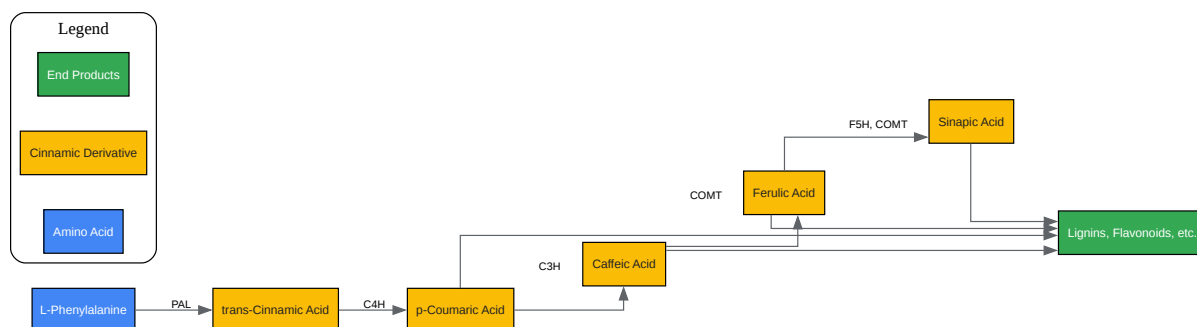 Legend
End Products
Cinnamic Derivative
Amino Acid
F5H, COMT
Sinapic Acid
COMT
Ferulic Acid
Lignins, Flavonoids, etc.
C3H
Caffeic Acid
L-Phenylalanine
PAL
trans-Cinnamic Acid
C4H
p-Coumaric Acid